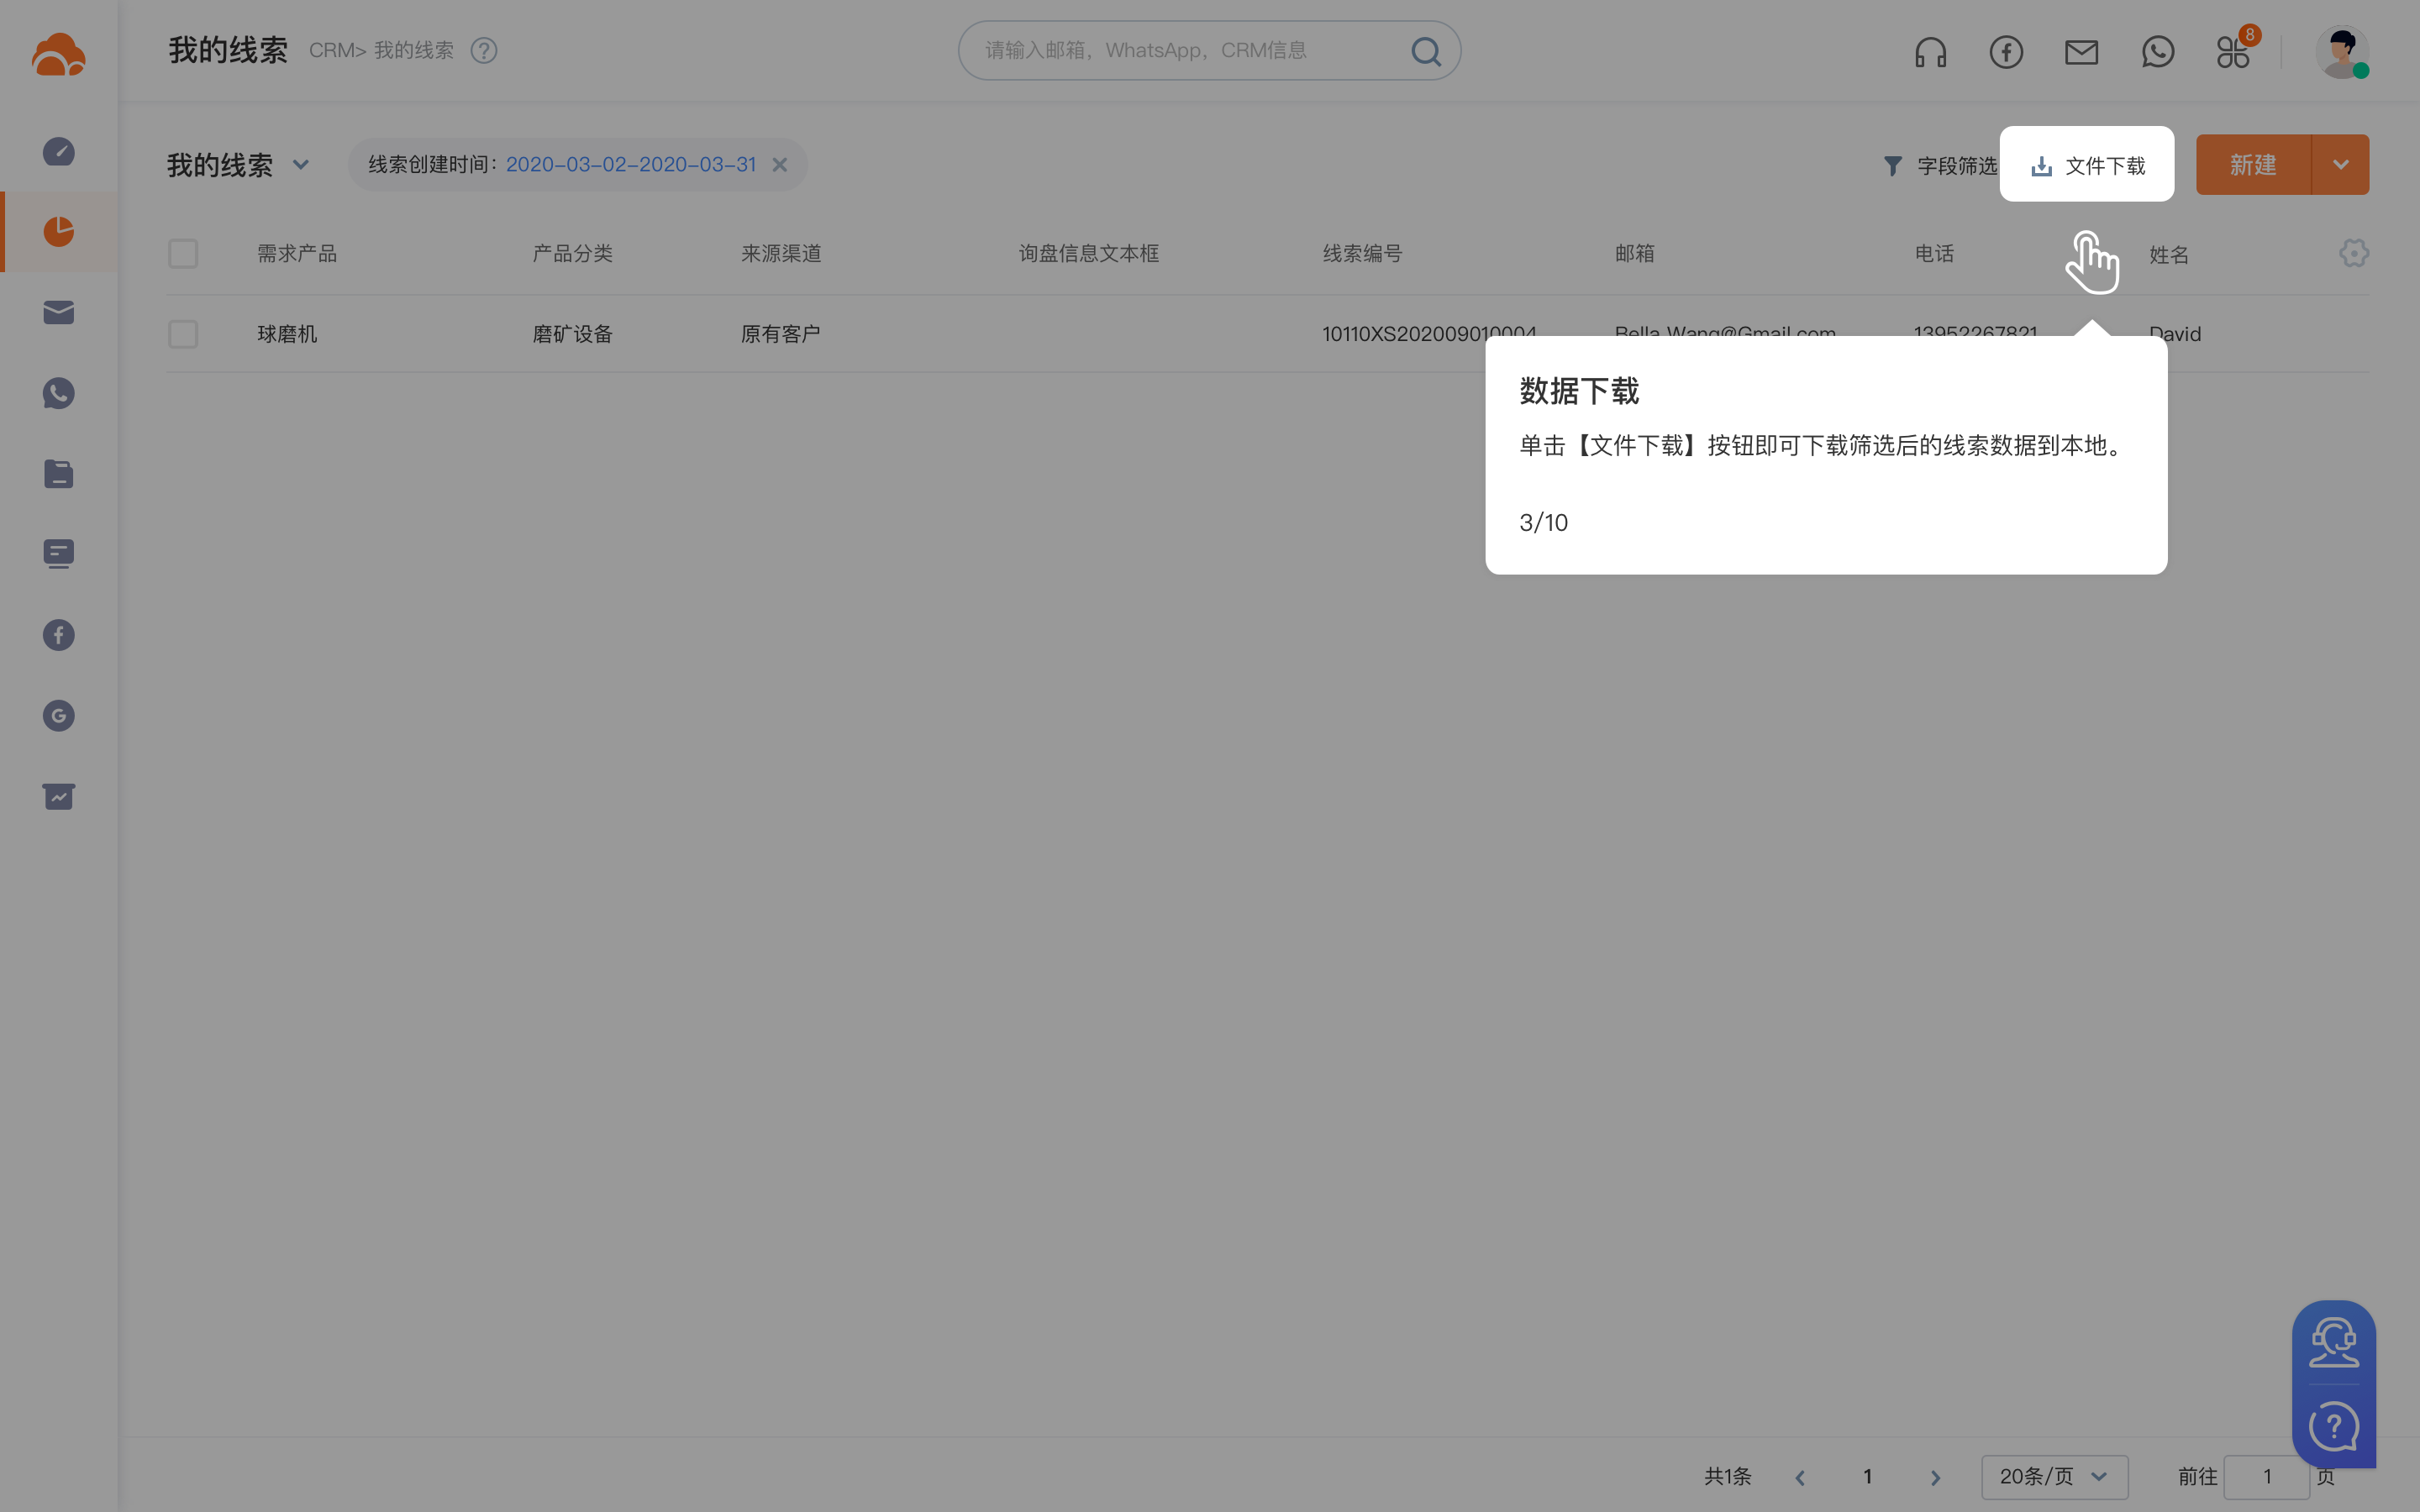 我的线索 CRM> 我的线索
请输入邮箱，WhatsApp，CRM信息
8
我的线索 线索创建时间：2020-03-02-2020-03-31
字段筛选 文件下载 新建
需求产品 产品分类 来源渠道 询盘信息文本框 线索编号 邮箱 电话 姓名
球磨机 磨矿设备 原有客户 10110XS202009010004 Bella.Wang@Gmail.com 13952267821 David
数据下载
单击【文件下载】按钮即可下载筛选后的线索数据到本地。
3/10
共1条 1 20条/页 前往 1 页